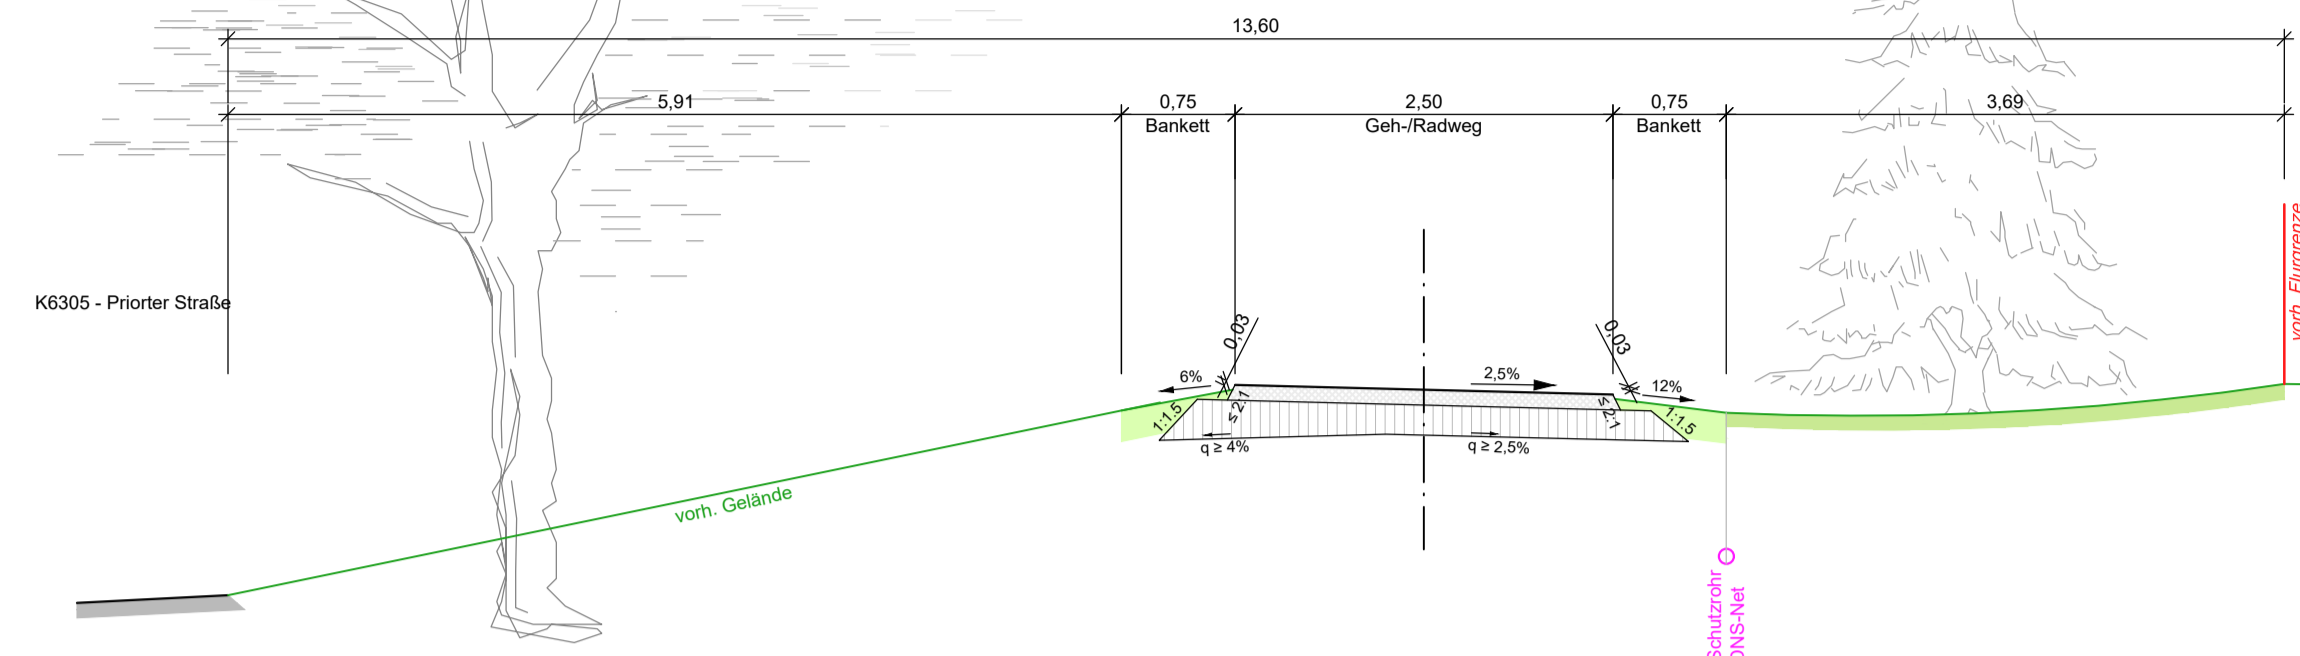 13,60
5,91
0,75
2,50
0,75
3,69
Bankett
Geh-/Radweg
Bankett
vorh. Flurgrenze
K6305 - Priorter Straße
0,03
0,03
6%
2,5%
12%
1:1.5
≤ 2:1
≤ 2:1
1:1.5
q ≥ 4%
q ≥ 2,5%
vorh. Gelände
Schutzrohr
DNS-Net